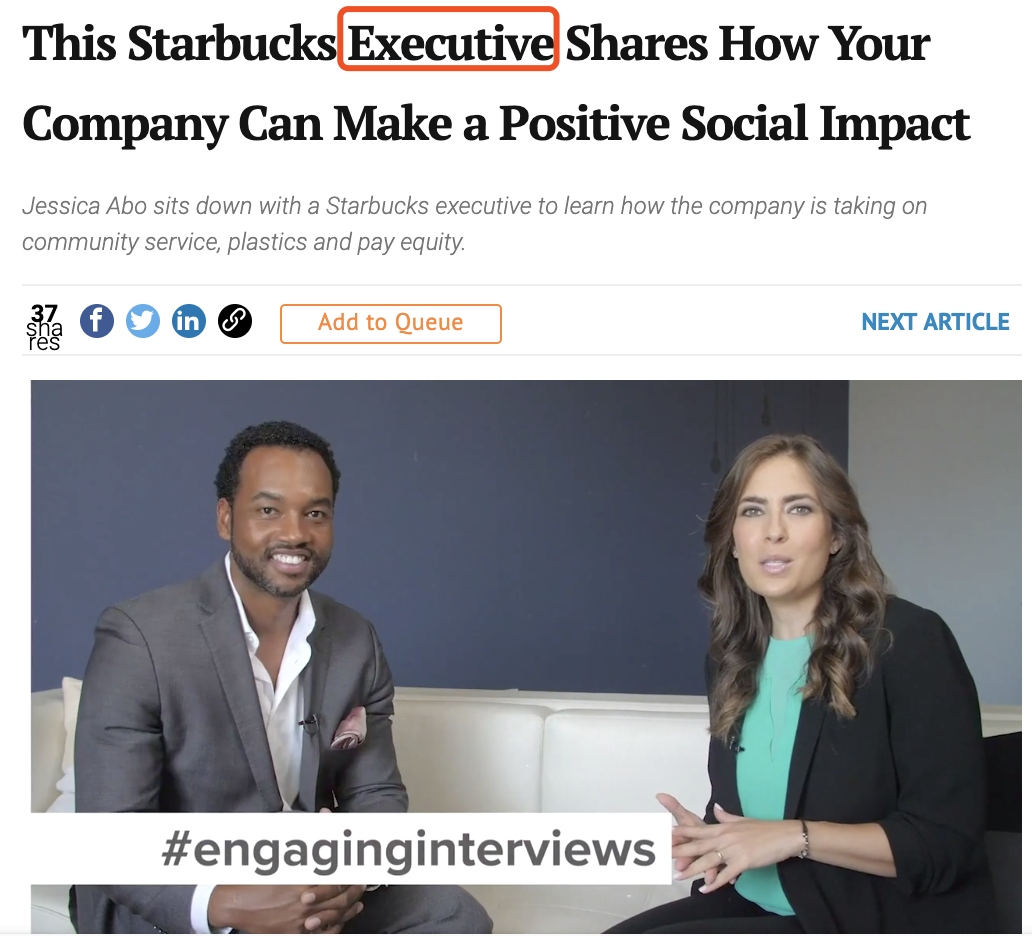 This Starbucks Executive Shares How Your
Company Can Make a Positive Social Impact
Jessica Abo sits down with a Starbucks executive to learn how the company is taking on
community service, plastics and pay equity.
37
sha
res
Add to Queue
NEXT ARTICLE
#engaginginterviews